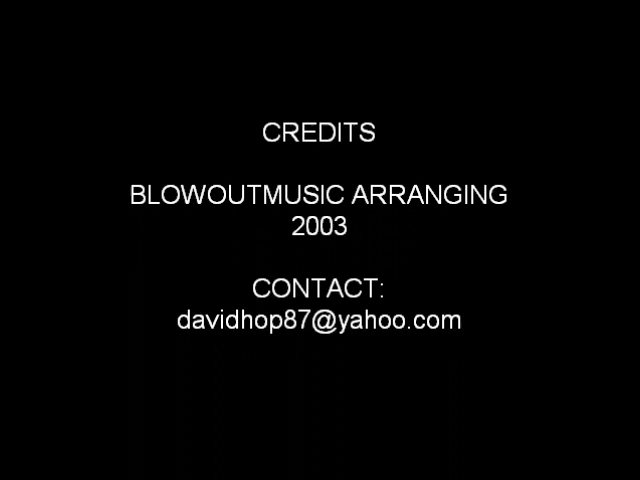 CREDITS
BLOWOUTMUSIC ARRANGING
2003
CONTACT:
davidhop87@yahoo.com